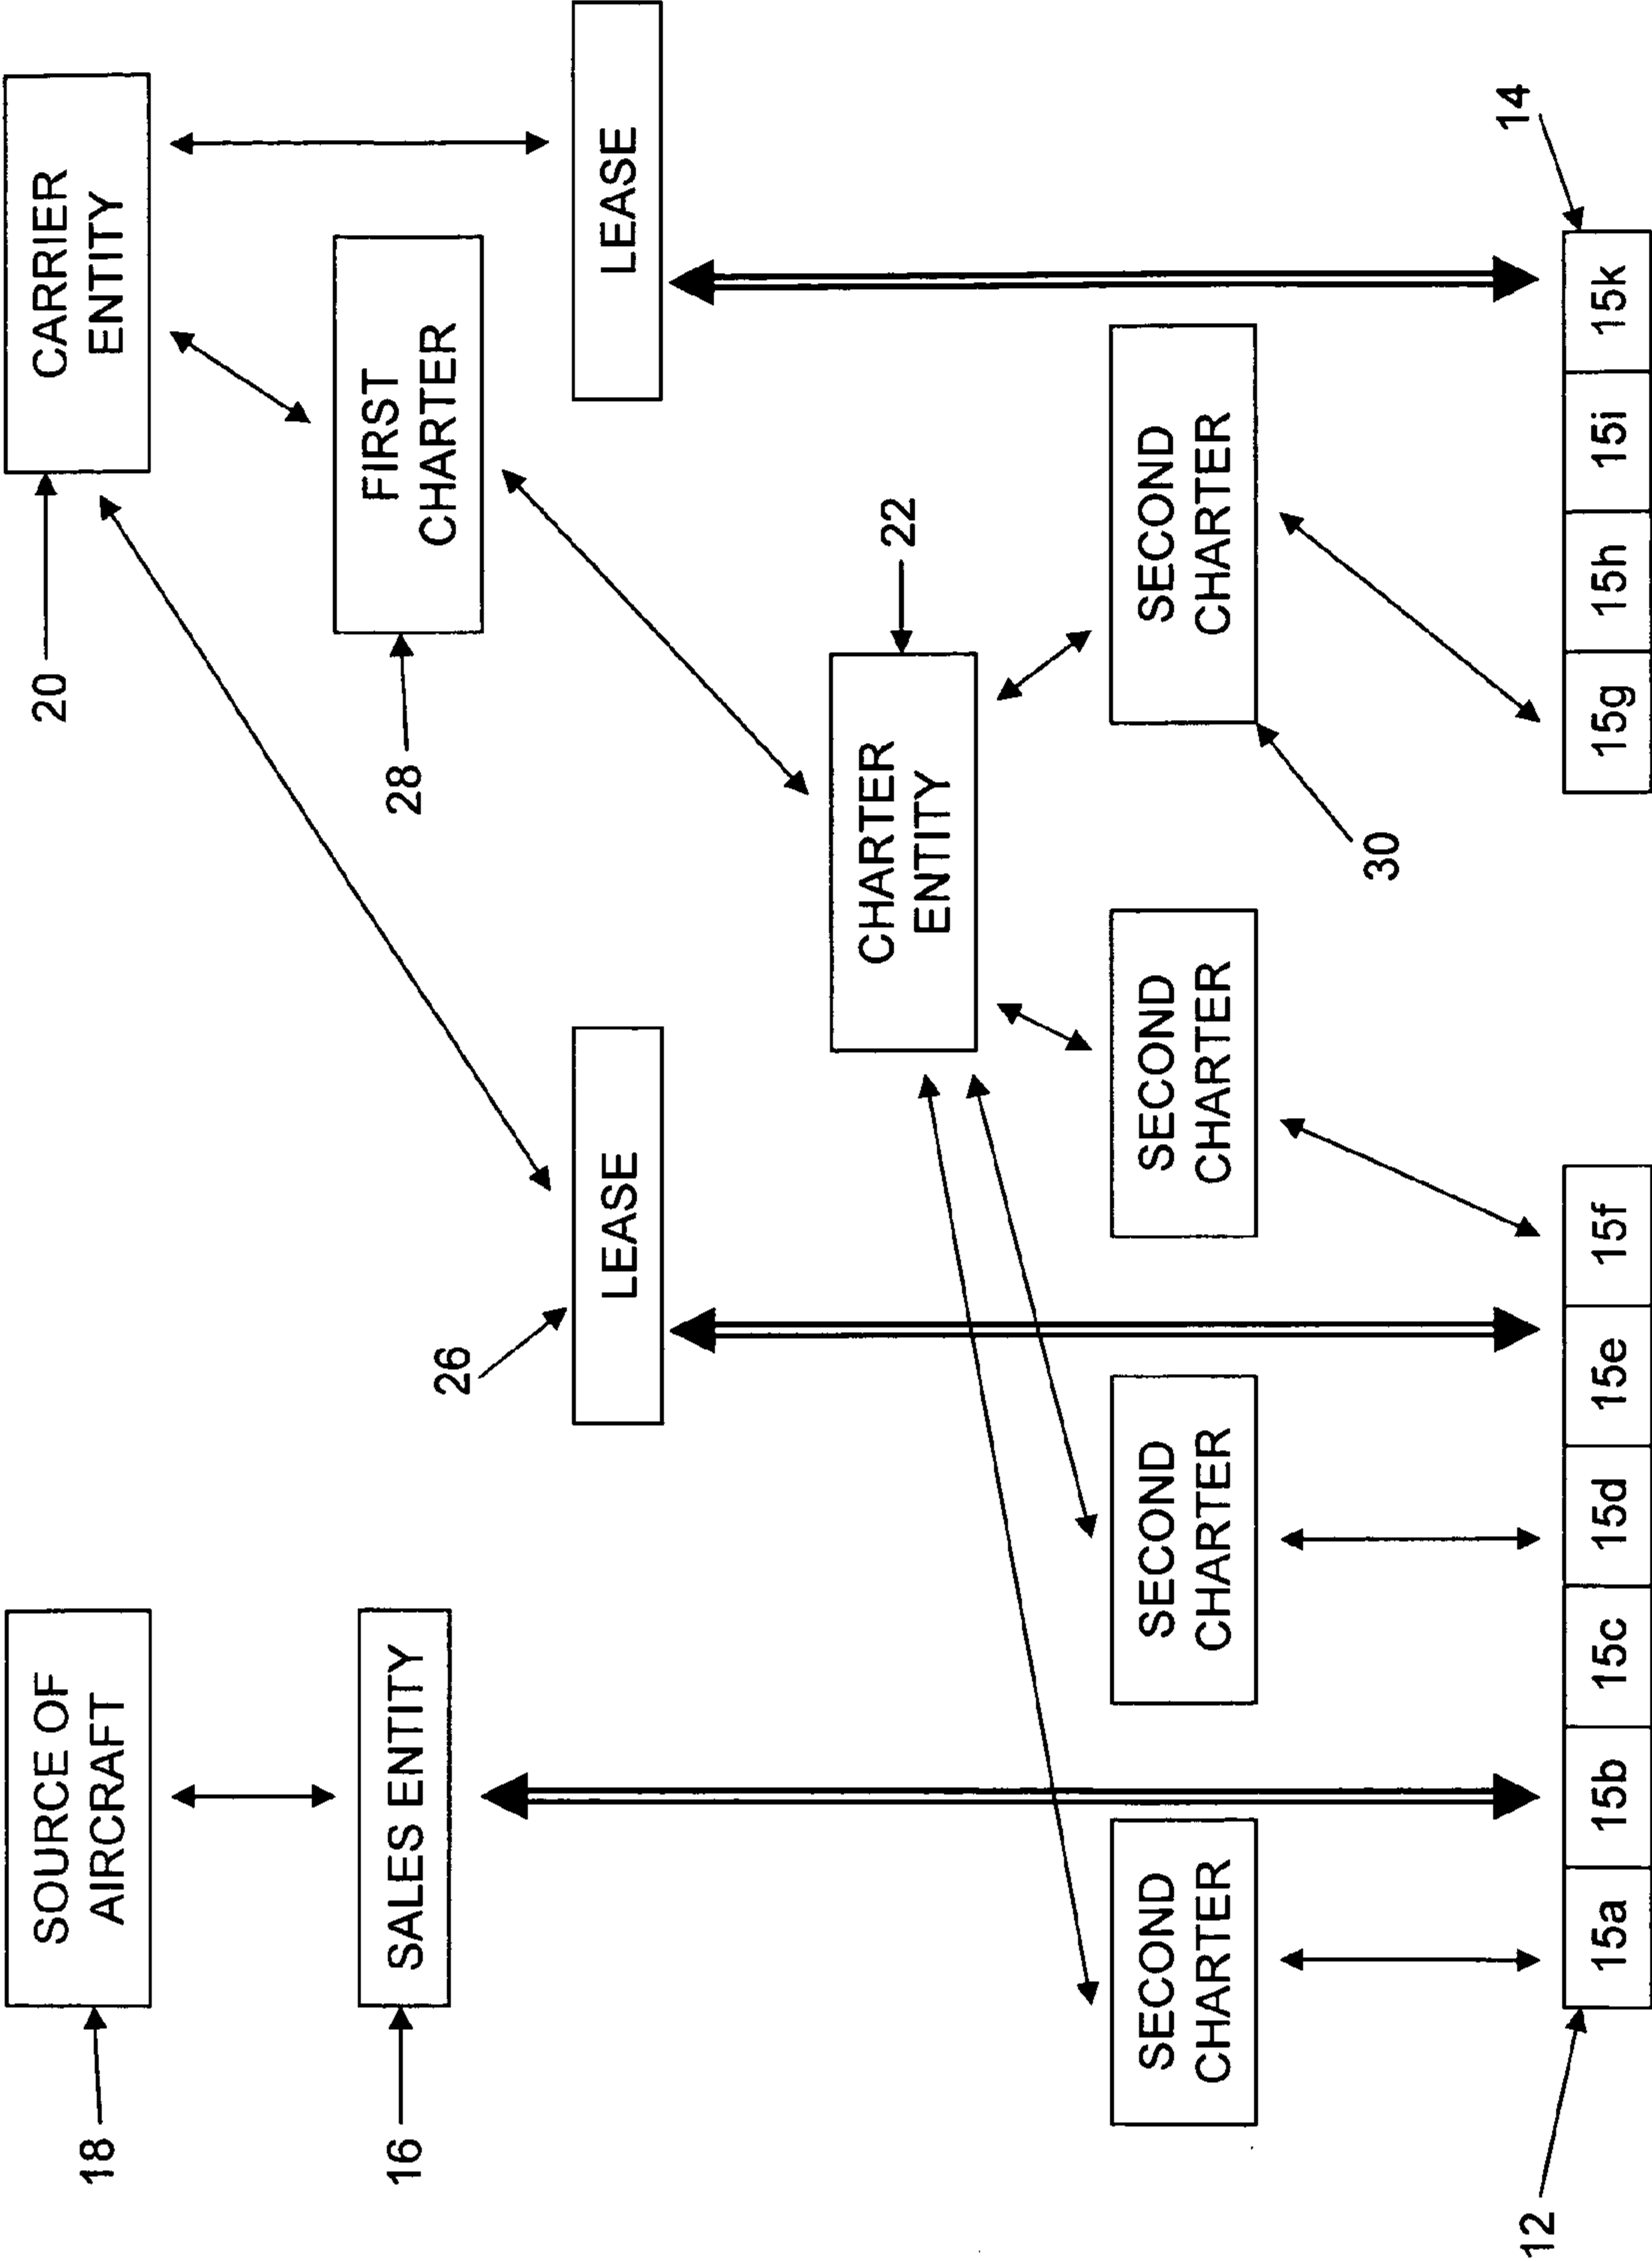 18
SOURCE OF
AIRCRAFT
20
CARRIER
ENTITY
16
SALES ENTITY
28
FIRST
CHARTER
26
LEASE
LEASE
CHARTER
ENTITY
22
SECOND
CHARTER
SECOND
CHARTER
SECOND
CHARTER
SECOND
CHARTER
30
12
14
15a 15b 15c 15d 15e 15f
15g 15h 15i 15k